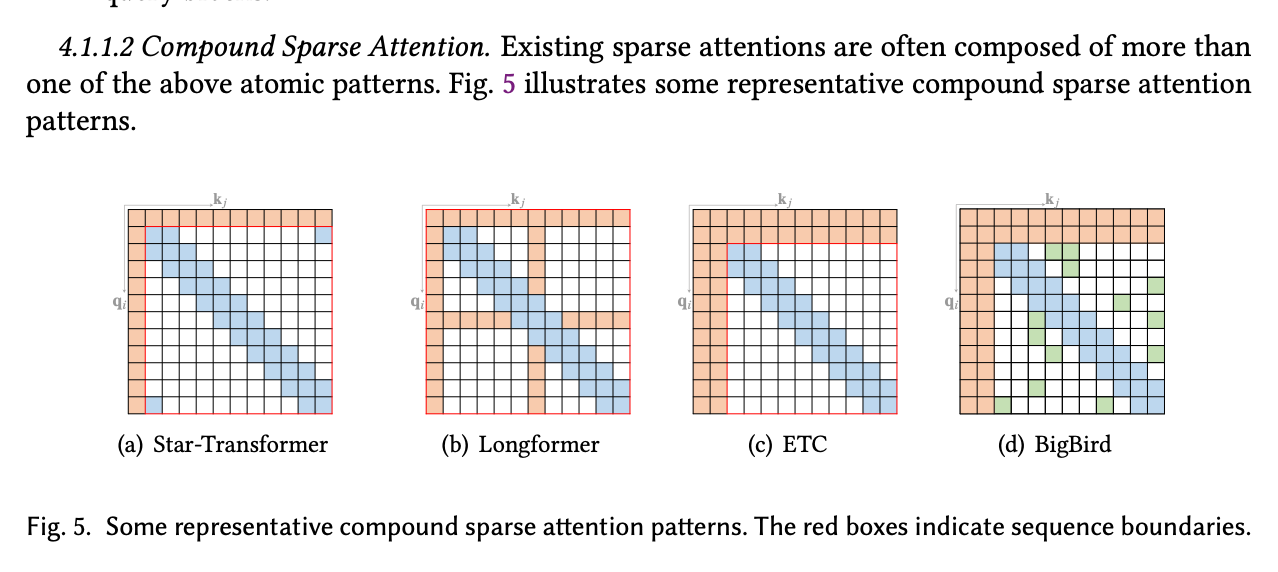 query blocks.
4.1.1.2 Compound Sparse Attention. Existing sparse attentions are often composed of more than
one of the above atomic patterns. Fig. 5 illustrates some representative compound sparse attention
patterns.
kj
qi
(a) Star-Transformer
kj
qi
(b) Longformer
kj
qi
(c) ETC
kj
qi
(d) BigBird
Fig. 5. Some representative compound sparse attention patterns. The red boxes indicate sequence boundaries.